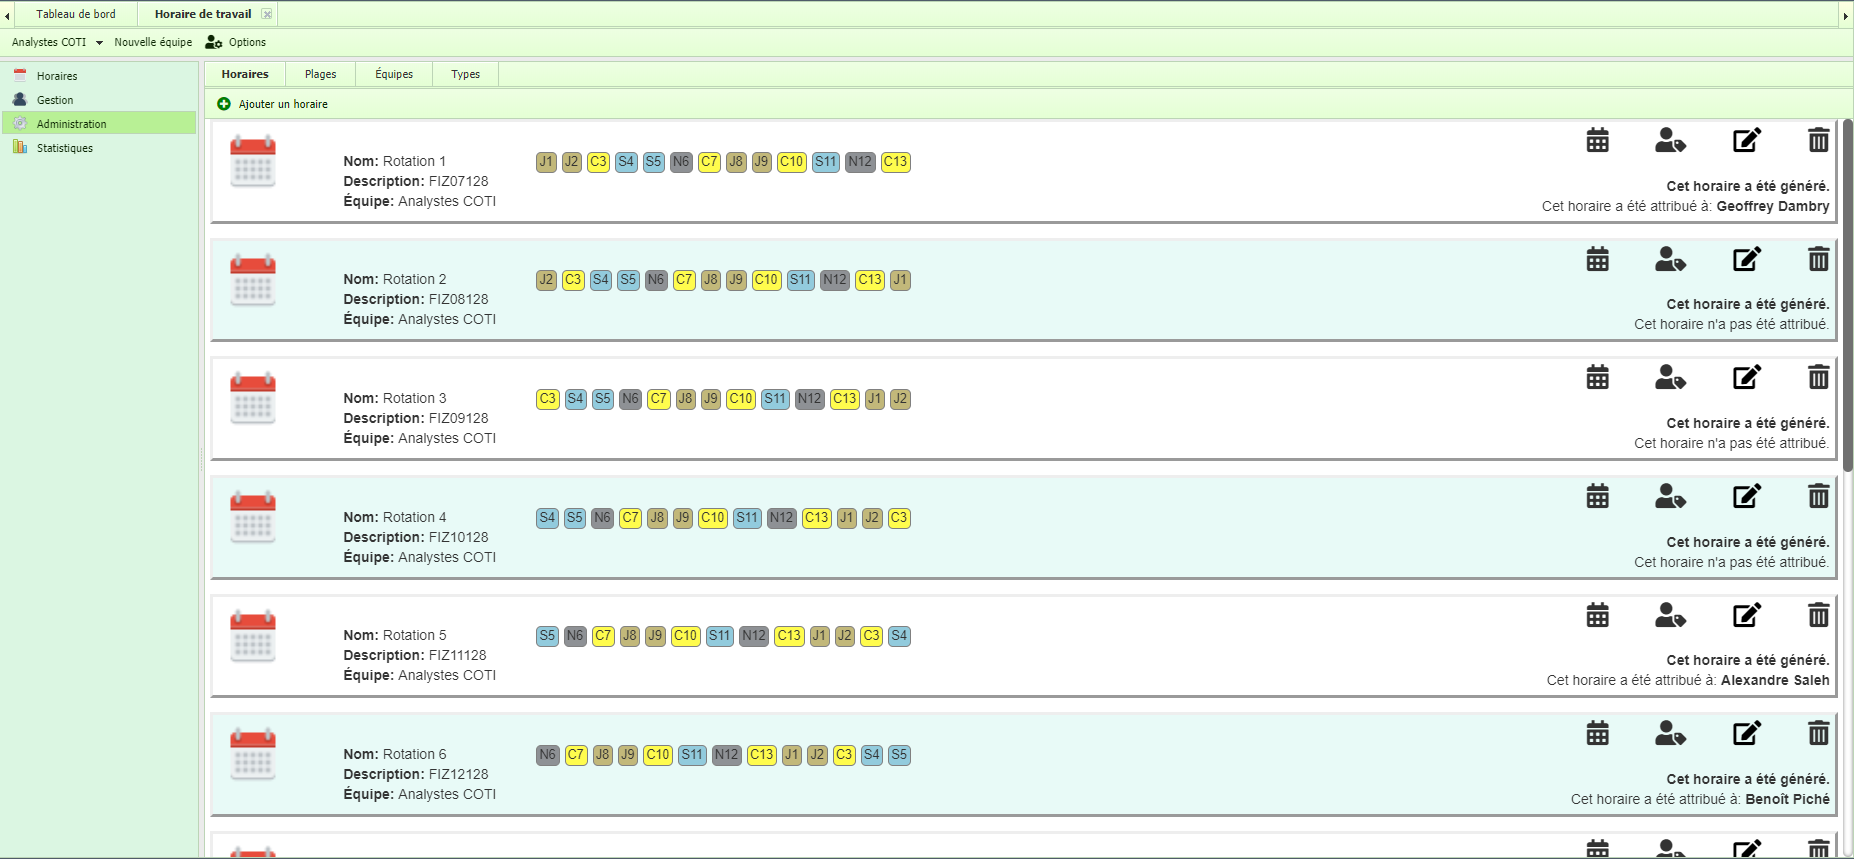 Tableau de bord Horaire de travail
Analystes COTI Nouvelle équipe Options
Horaires
Gestion
Administration
Statistiques
Horaires Plages Équipes Types
Ajouter un horaire
Nom: Rotation 1
J1 J2 C3 S4 S5 N6 C7 J8 J9 C10 S11 N12 C13
Description: FIZ07128
Équipe: Analystes COTI
Cet horaire a été généré.
Cet horaire a été attribué à: Geoffrey Dambry
Nom: Rotation 2
J2 C3 S4 S5 N6 C7 J8 J9 C10 S11 N12 C13 J1
Description: FIZ08128
Équipe: Analystes COTI
Cet horaire a été généré.
Cet horaire n'a pas été attribué.
Nom: Rotation 3
C3 S4 S5 N6 C7 J8 J9 C10 S11 N12 C13 J1 J2
Description: FIZ09128
Équipe: Analystes COTI
Cet horaire a été généré.
Cet horaire n'a pas été attribué.
Nom: Rotation 4
S4 S5 N6 C7 J8 J9 C10 S11 N12 C13 J1 J2 C3
Description: FIZ10128
Équipe: Analystes COTI
Cet horaire a été généré.
Cet horaire n'a pas été attribué.
Nom: Rotation 5
S5 N6 C7 J8 J9 C10 S11 N12 C13 J1 J2 C3 S4
Description: FIZ11128
Équipe: Analystes COTI
Cet horaire a été généré.
Cet horaire a été attribué à: Alexandre Saleh
Nom: Rotation 6
N6 C7 J8 J9 C10 S11 N12 C13 J1 J2 C3 S4 S5
Description: FIZ12128
Équipe: Analystes COTI
Cet horaire a été généré.
Cet horaire a été attribué à: Benoît Piché